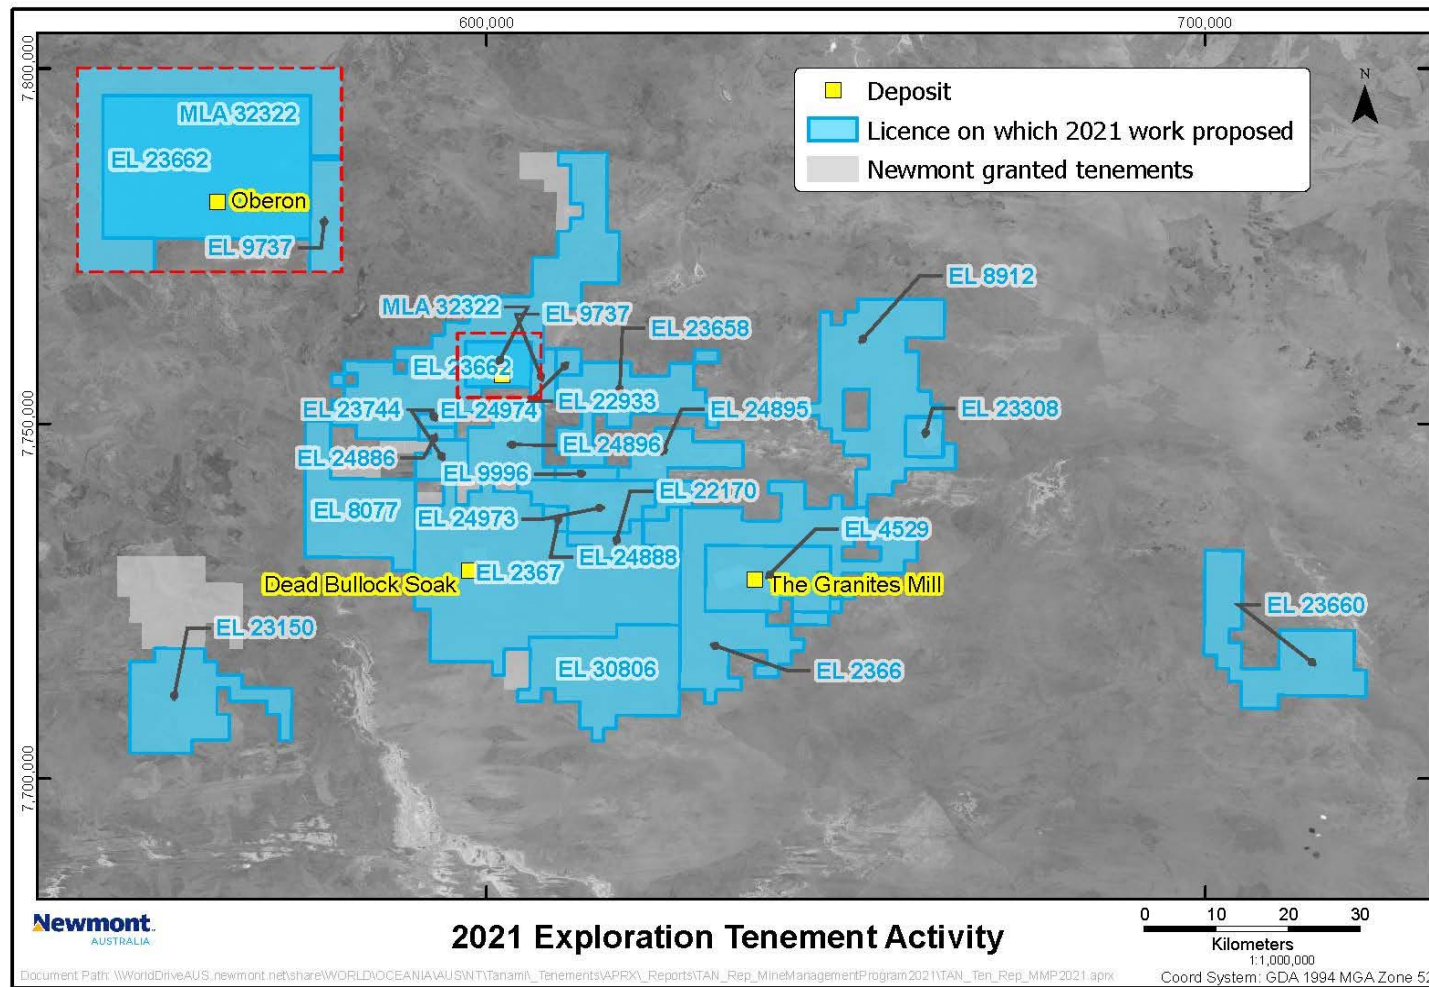 600,000
700,000
7,800,000
7,750,000
7,700,000
MLA 32322
EL 23662
Oberon
EL 9737
Deposit
Licence on which 2021 work proposed
Newmont granted tenements
N
EL 8912
MLA 32322
EL 9737
EL 23658
EL 23662
EL 23744
EL 24974
EL 22933
EL 24895
EL 23308
EL 24886
EL 24896
EL 9996
EL 22170
EL 8077
EL 24973
EL 4529
EL 24888
Dead Bullock Soak
EL 2367
The Granites Mill
EL 23660
EL 23150
EL 30806
EL 2366
Newmont™
AUSTRALIA
2021 Exploration Tenement Activity
0 10 20 30
Kilometers
1:1,000,000
Document Path: \\WorldDriveAUS.newmont.net\share\WORLD\OCEANIA\AUS\NT\Tanami\_Tenements\APRX\_Reports\TAN_Rep_MineManagementProgram2021\TAN_Ten_Rep_MMP2021.aprx
Coord System: GDA 1994 MGA Zone 52